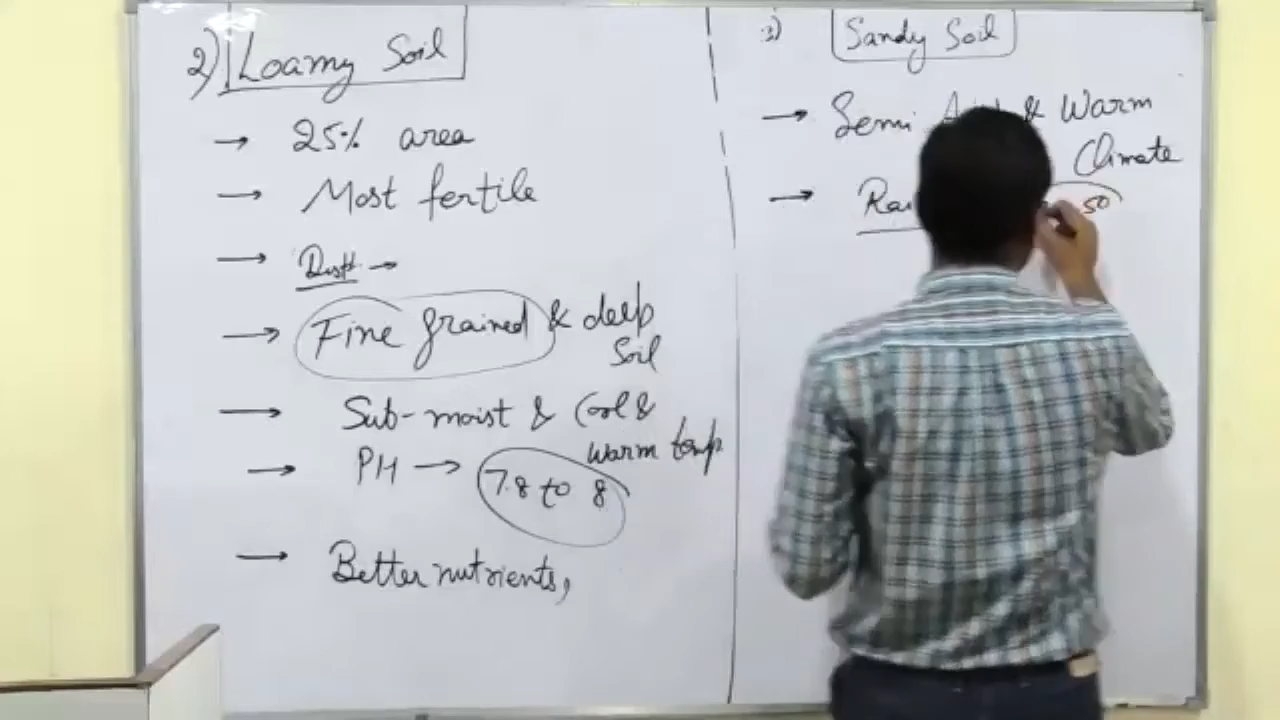 2) Loamy Soil
→ 25% area
→ Most fertile
→ Distt →
→ Fine grained & deep
Soil
→ Sub-moist & Cool &
warm temp
→ PH → 7.8 to 8
→ Better nutrients,
3) Sandy Soil
→ Semi & Warm
Climate
→ 50